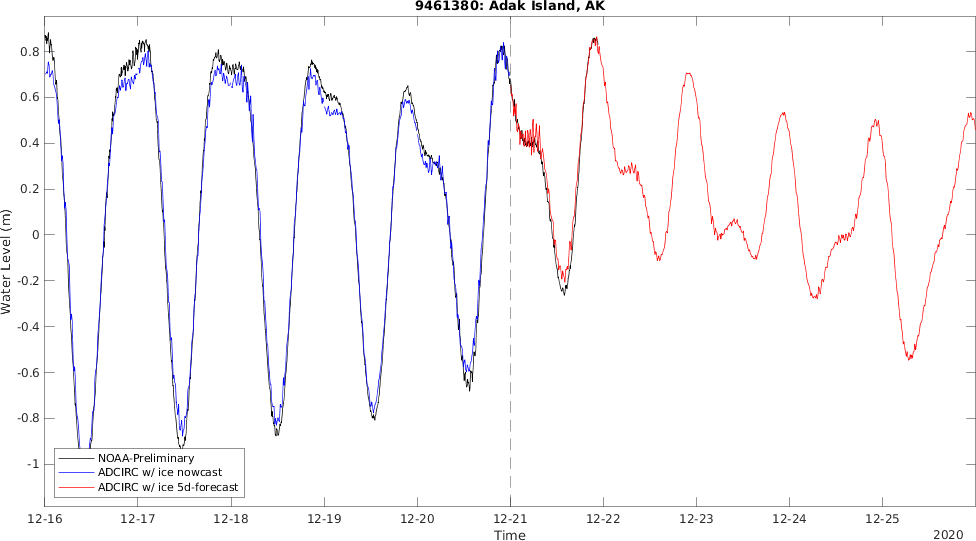 9461380: Adak Island, AK
Water Level (m)
0.8
0.6
0.4
0.2
0
-0.2
-0.4
-0.6
-0.8
-1
NOAA-Preliminary
ADCIRC w/ ice nowcast
ADCIRC w/ ice 5d-forecast
12-16 12-17 12-18 12-19 12-20 12-21 12-22 12-23 12-24 12-25
Time
2020